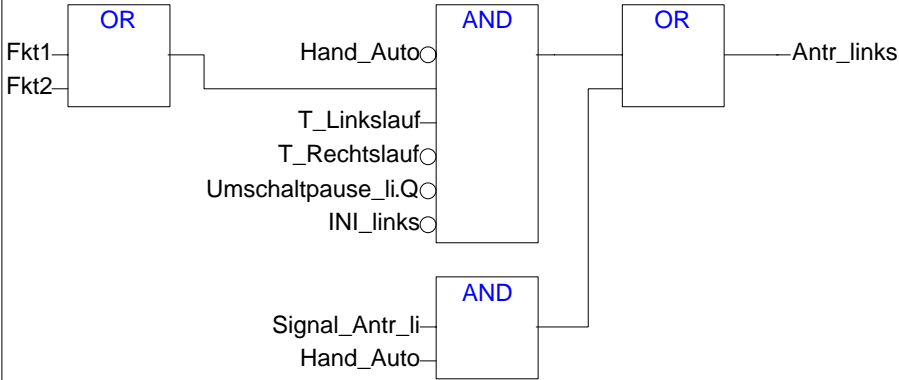 OR
AND
OR
Fkt1
Hand_Auto
Antr_links
Fkt2
T_Linkslauf
T_Rechtslauf
Umschaltpause_li.Q
INI_links
AND
Signal_Antr_li
Hand_Auto